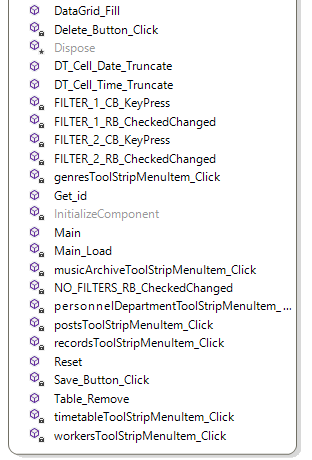 DataGrid_Fill
Delete_Button_Click
Dispose
DT_Cell_Date_Truncate
DT_Cell_Time_Truncate
FILTER_1_CB_KeyPress
FILTER_1_RB_CheckedChanged
FILTER_2_CB_KeyPress
FILTER_2_RB_CheckedChanged
genresToolStripMenuItem_Click
Get_id
InitializeComponent
Main
Main_Load
musicArchiveToolStripMenuItem_Click
NO_FILTERS_RB_CheckedChanged
personnelDepartmentToolStripMenuItem_...
postsToolStripMenuItem_Click
recordsToolStripMenuItem_Click
Reset
Save_Button_Click
Table_Remove
timetableToolStripMenuItem_Click
workersToolStripMenuItem_Click